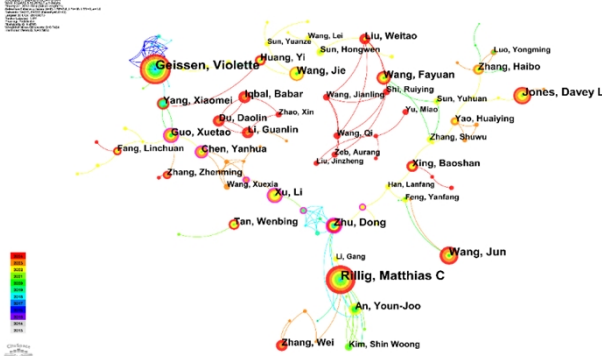 Geissen, Violette
Sun, Yuanze
Wang, Lei
Sun, Hongwen
Liu, Weitao
Luo, Yongming
Huang, Yi
Wang, Jie
Wang, Fayuan
Zhang, Haibo
Yang, Xiaomei
Iqbal, Babar
Wang, Jianling
Shi, Ruiying
Sun, Yuhuan
Jones, Davey L
Zhao, Xin
Yu, Miao
Du, Daolin
Yao, Huaiying
Guo, Xuetao
Li, Guanlin
Wang, Qi
Zhang, Shuwu
Fang, Linchuan
Chen, Yanhua
Zeb, Aurang
Liu, Jinzheng
Xing, Baoshan
Zhang, Zhenming
Wang, Xuexia
Han, Lanfang
Xu, Li
Feng, Yanfang
Tan, Wenbing
Zhu, Dong
Li, Gang
Wang, Jun
Rillig, Matthias C
An, Youn-Joo
Zhang, Wei
Kim, Shin Woong